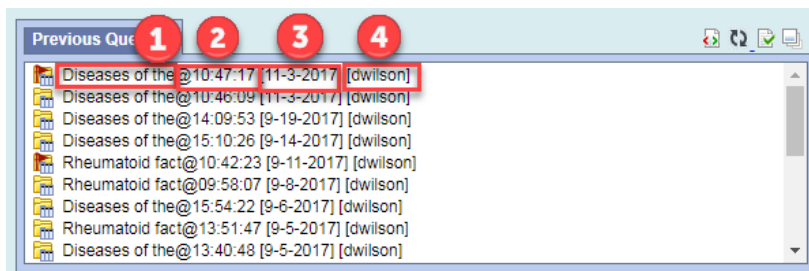 Previous Que 1 2 3 4
Diseases of the@10:47:17 [11-3-2017] [dwilson]
Diseases of the@10:46:09 [11-3-2017] [dwilson]
Diseases of the@14:09:53 [9-19-2017] [dwilson]
Diseases of the@15:10:26 [9-14-2017] [dwilson]
Rheumatoid fact@10:42:23 [9-11-2017] [dwilson]
Rheumatoid fact@09:58:07 [9-8-2017] [dwilson]
Diseases of the@15:54:22 [9-6-2017] [dwilson]
Rheumatoid fact@13:51:47 [9-5-2017] [dwilson]
Diseases of the@13:40:48 [9-5-2017] [dwilson]